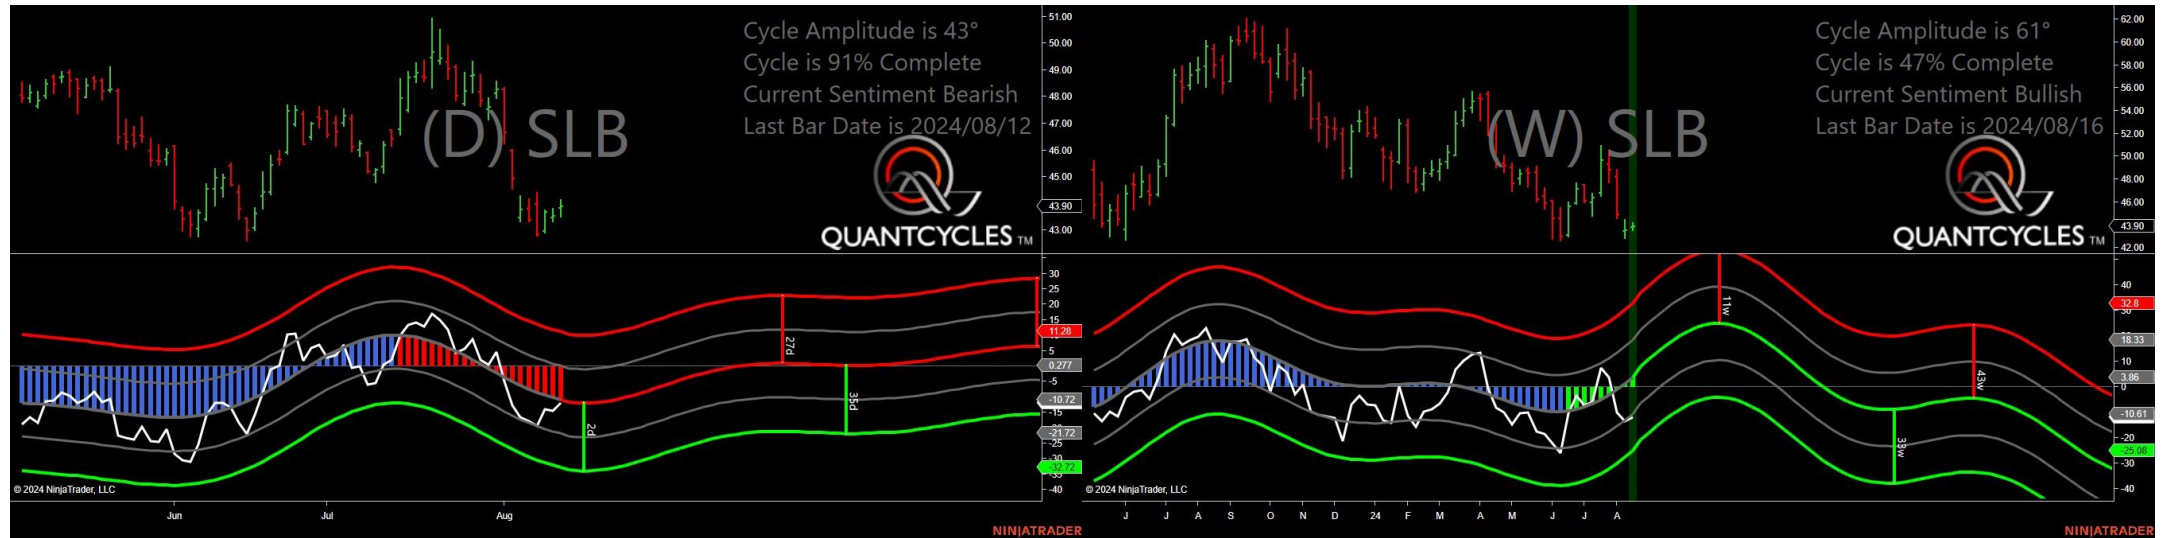 Cycle Amplitude is 43°
Cycle is 91% Complete
Current Sentiment Bearish
Last Bar Date is 2024/08/12
(D) SLB
QUANTCYCLES TM
51.00
50.00
49.00
48.00
47.00
46.00
45.00
43.90
43.00
30
25
20
15
11.28
5
0.277
-5
-10.72
-15
-21.72
-25
-32.72
-40
27d
35d
2d
© 2024 NinjaTrader, LLC
Jun Jul Aug
NINJATRADER
Cycle Amplitude is 61°
Cycle is 47% Complete
Current Sentiment Bullish
Last Bar Date is 2024/08/16
(W) SLB
QUANTCYCLES TM
62.00
60.00
58.00
56.00
54.00
52.00
50.00
48.00
46.00
43.90
42.00
40
32.8
30
18.33
10
3.86
0
-10.61
-20
-25.08
-30
-40
11w
43w
33w
© 2024 NinjaTrader, LLC
J J A S O N D 24 F M A M J J A
NINJATRADER